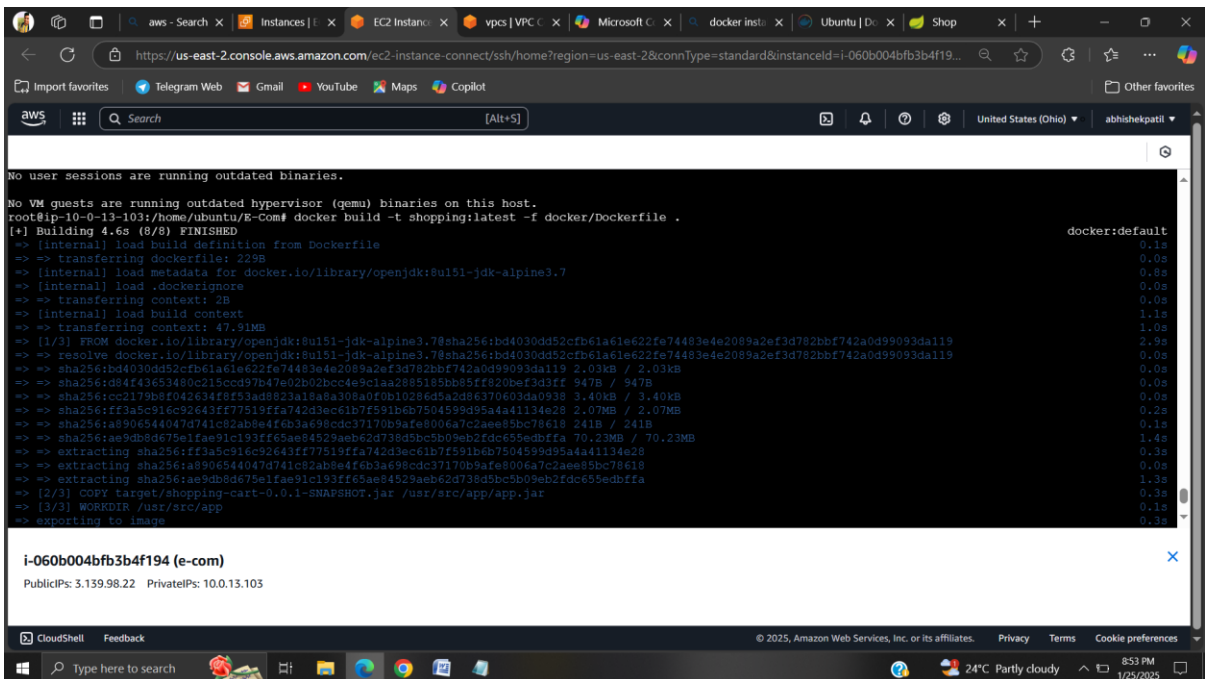 aws - Search
Instances | E
EC2 Instance
vpcs | VPC C
Microsoft Co
docker insta
Ubuntu | Do
Shop
https://us-east-2.console.aws.amazon.com/ec2-instance-connect/ssh/home?region=us-east-2&connType=standard&instanceId=i-060b004bfb3b4f19...
Import favorites
Telegram Web
Gmail
YouTube
Maps
Copilot
Other favorites
aws
Search
[Alt+S]
United States (Ohio)
abhishekpatil
No user sessions are running outdated binaries.
No VM guests are running outdated hypervisor (qemu) binaries on this host.
root@ip-10-0-13-103:/home/ubuntu/E-Com# docker build -t shopping:latest -f docker/Dockerfile .
[+] Building 4.6s (8/8) FINISHED docker:default
=> [internal] load build definition from Dockerfile 0.1s
=> => transferring dockerfile: 229B 0.0s
=> [internal] load metadata for docker.io/library/openjdk:8u151-jdk-alpine3.7 0.8s
=> [internal] load .dockerignore 0.0s
=> => transferring context: 2B 0.0s
=> [internal] load build context 1.1s
=> => transferring context: 47.91MB 1.0s
=> [1/3] FROM docker.io/library/openjdk:8u151-jdk-alpine3.7@sha256:bd4030dd52cfb61a61e622fe74483e4e2089a2ef3d782bbf742a0d99093da119 2.9s
=> => resolve docker.io/library/openjdk:8u151-jdk-alpine3.7@sha256:bd4030dd52cfb61a61e622fe74483e4e2089a2ef3d782bbf742a0d99093da119 0.0s
=> => sha256:bd4030dd52cfb61a61e622fe74483e4e2089a2ef3d782bbf742a0d99093da119 2.03kB / 2.03kB 0.0s
=> => sha256:d84f43653480c215ccd97b47e02b02bcc4e9c1aa2885185bb85ff820bef3d3ff 947B / 947B 0.0s
=> => sha256:cc2179b8f042634f8f53ad8823a18a8a308a0f0b10286d5a2d86370603da0938 3.40kB / 3.40kB 0.0s
=> => sha256:ff3a5c916c92643ff77519ffa742d3ec61b7f591b6b7504599d95a4a41134e28 2.07MB / 2.07MB 0.2s
=> => sha256:a8906544047d741c82ab8e4f6b3a698cdc37170b9afe8006a7c2aee85bc78618 241B / 241B 0.1s
=> => sha256:ae9db8d675e1fae91c193ff65ae84529aeb62d738d5bc5b09eb2fdc655edbffa 70.23MB / 70.23MB 1.4s
=> => extracting sha256:ff3a5c916c92643ff77519ffa742d3ec61b7f591b6b7504599d95a4a41134e28 0.3s
=> => extracting sha256:a8906544047d741c82ab8e4f6b3a698cdc37170b9afe8006a7c2aee85bc78618 0.0s
=> => extracting sha256:ae9db8d675e1fae91c193ff65ae84529aeb62d738d5bc5b09eb2fdc655edbffa 1.3s
=> [2/3] COPY target/shopping-cart-0.0.1-SNAPSHOT.jar /usr/src/app/app.jar 0.3s
=> [3/3] WORKDIR /usr/src/app 0.1s
=> exporting to image 0.3s
i-060b004bfb3b4f194 (e-com)
PublicIPs: 3.139.98.22 PrivateIPs: 10.0.13.103
CloudShell Feedback © 2025, Amazon Web Services, Inc. or its affiliates. Privacy Terms Cookie preferences
Type here to search
24°C Partly cloudy
8:53 PM
1/25/2025